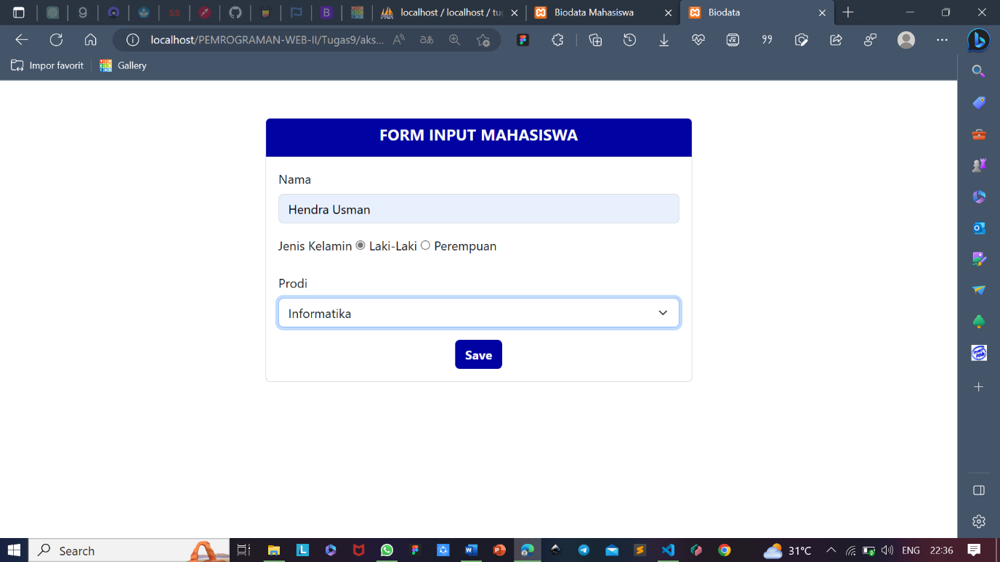 localhost / localhost / tug
Biodata Mahasiswa
Biodata
localhost/PEMROGRAMAN-WEB-II/Tugas9/aks...
Impor favorit
Gallery
FORM INPUT MAHASISWA
Nama
Hendra Usman
Jenis Kelamin Laki-Laki Perempuan
Prodi
Informatika
Save
Search
31°C
ENG
22:36